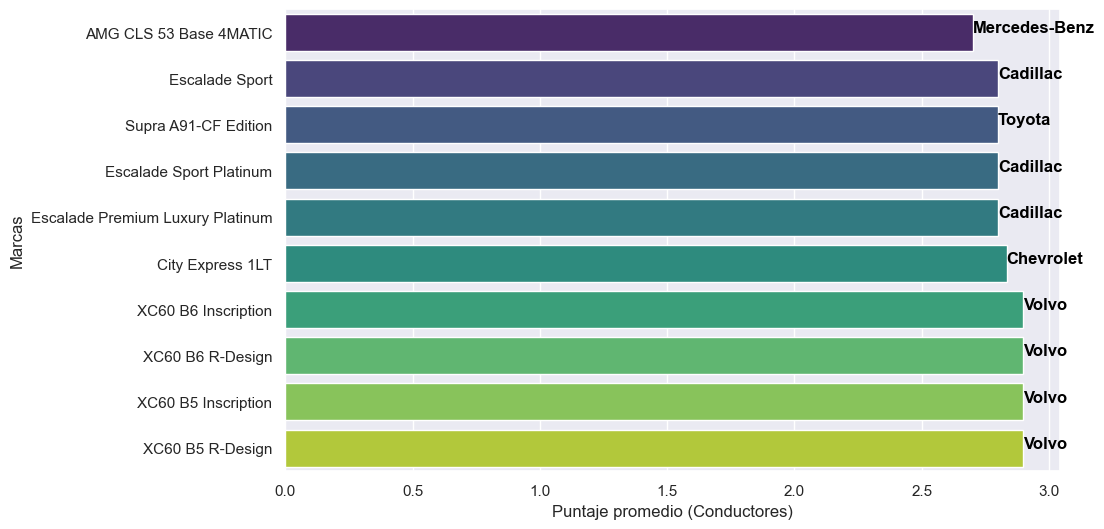 AMG CLS 53 Base 4MATIC Mercedes-Benz
Escalade Sport Cadillac
Supra A91-CF Edition Toyota
Escalade Sport Platinum Cadillac
Escalade Premium Luxury Platinum Cadillac
City Express 1LT Chevrolet
XC60 B6 Inscription Volvo
XC60 B6 R-Design Volvo
XC60 B5 Inscription Volvo
XC60 B5 R-Design Volvo
Marcas
0.0 0.5 1.0 1.5 2.0 2.5 3.0
Puntaje promedio (Conductores)